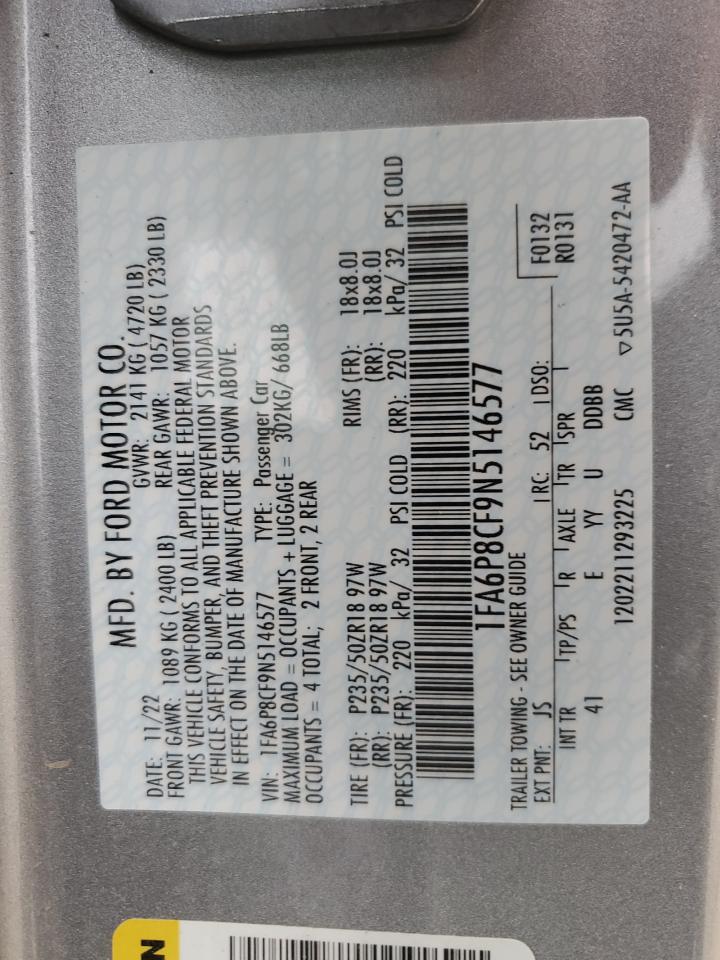 MFD. BY FORD MOTOR CO.
DATE: 11/22 GVWR: 2141 KG ( 4720 LB)
FRONT GAWR: 1089 KG ( 2400 LB) REAR GAWR: 1057 KG ( 2330 LB)
THIS VEHICLE CONFORMS TO ALL APPLICABLE FEDERAL MOTOR
VEHICLE SAFETY, BUMPER, AND THEFT PREVENTION STANDARDS
IN EFFECT ON THE DATE OF MANUFACTURE SHOWN ABOVE.
VIN: 1FA6P8CF9N5146577 TYPE: Passenger Car
MAXIMUM LOAD = OCCUPANTS + LUGGAGE = 302KG/ 668LB
OCCUPANTS = 4 TOTAL; 2 FRONT, 2 REAR
TIRE (FR): P235/50ZR18 97W RIMS (FR): 18x8.0J
(RR): P235/50ZR18 97W (RR): 18x8.0J
PRESSURE (FR): 220 kPa/ 32 PSI COLD (RR): 220 kPa/ 32 PSI COLD
1FA6P8CF9N5146577
TRAILER TOWING - SEE OWNER GUIDE F0132
EXT PNT: JS RC: 52 DSO: R0131
INT TR TP/PS R AXLE TR SPR
41 E YY U DDBB
1202211293225 CMC ▽5U5A-5420472-AA
N